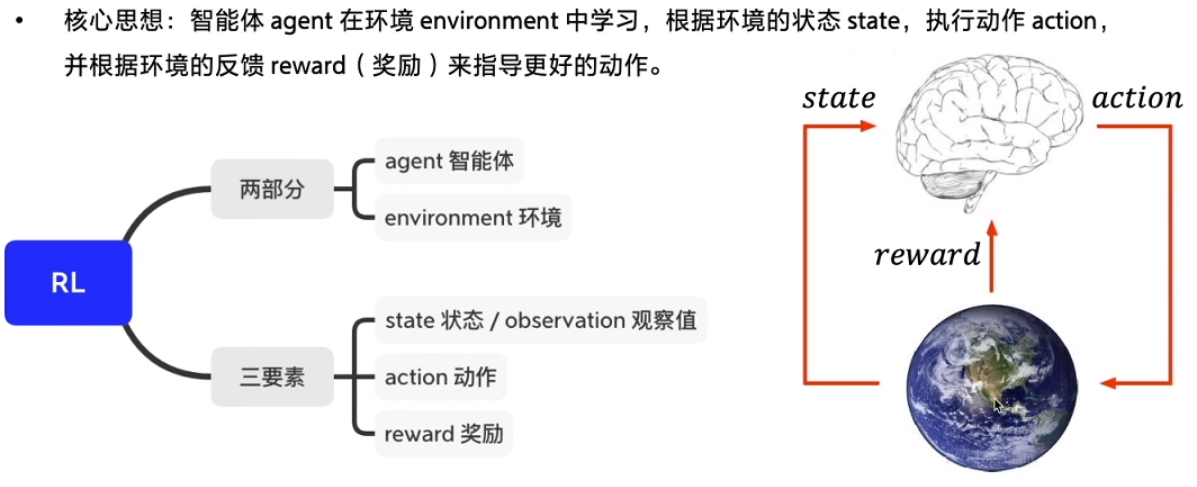 • 核心思想：智能体 agent 在环境 environment 中学习，根据环境的状态 state，执行动作 action，
并根据环境的反馈 reward（奖励）来指导更好的动作。
RL
两部分
agent 智能体
environment 环境
三要素
state 状态 / observation 观察值
action 动作
reward 奖励
state
action
reward